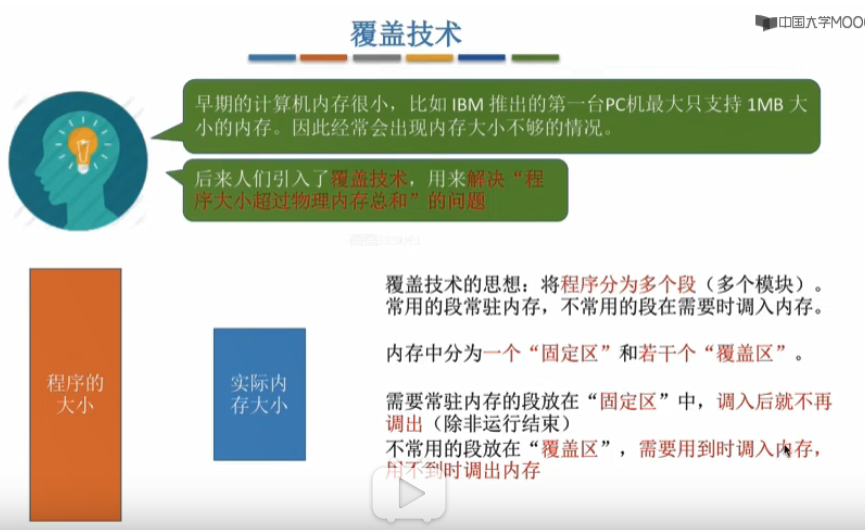 覆盖技术
中国大学MOO
早期的计算机内存很小，比如 IBM 推出的第一台PC机最大只支持 1MB 大
小的内存。因此经常会出现内存大小不够的情况。
后来人们引入了覆盖技术，用来解决“程
序大小超过物理内存总和”的问题
程序的
大小
实际内
存大小
覆盖技术的思想：将程序分为多个段（多个模块）。
常用的段常驻内存，不常用的段在需要时调入内存。
内存中分为一个“固定区”和若干个“覆盖区”。
需要常驻内存的段放在“固定区”中，调入后就不再
调出（除非运行结束）
不常用的段放在“覆盖区”，需要用到时调入内存，
用不到时调出内存